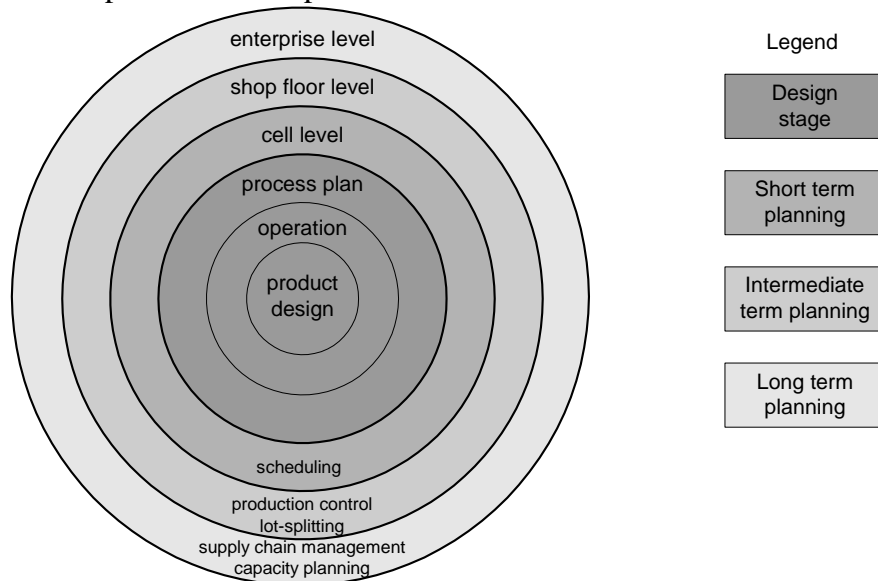 enterprise level
shop floor level
cell level
process plan
operation
product
design
scheduling
production control
lot-splitting
supply chain management
capacity planning
Legend
Design
stage
Short term
planning
Intermediate
term planning
Long term
planning